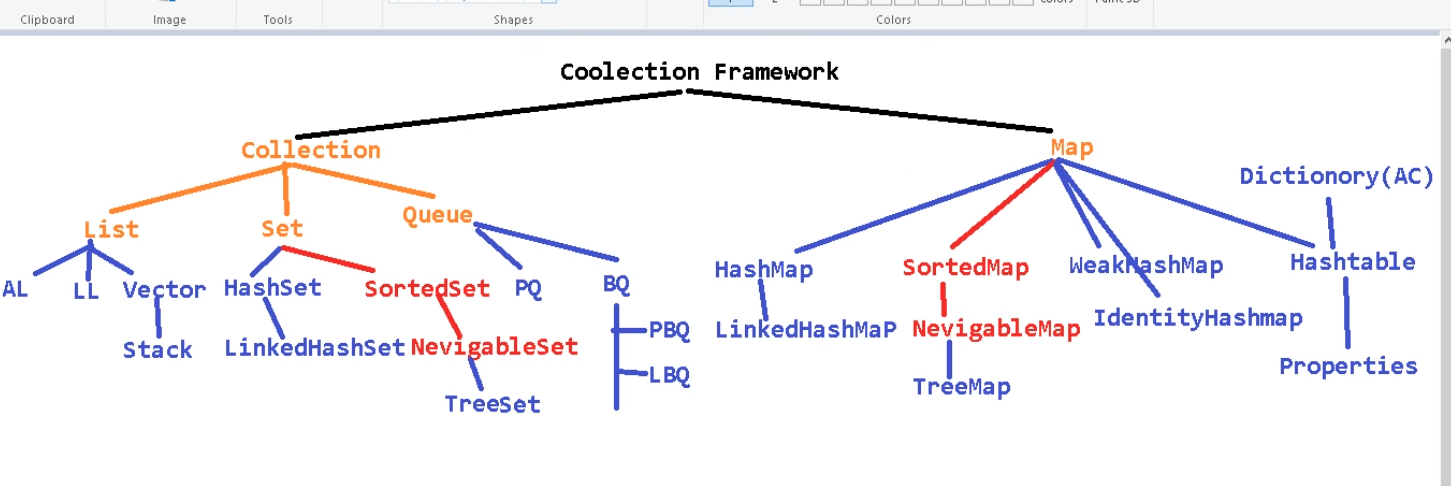 Clipboard
Image
Tools
Shapes
Colors
Coolection Framework
Collection
Map
Dictionory(AC)
List
Set
Queue
AL
LL
Vector
HashSet
SortedSet
PQ
BQ
HashMap
SortedMap
WeakHashMap
Hashtable
Stack
LinkedHashSet
NevigableSet
PBQ
LBQ
LinkedHashMaP
NevigableMap
IdentityHashmap
TreeSet
TreeMap
Properties